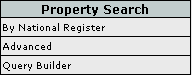 Property Search
By National Register
Advanced
Query Builder